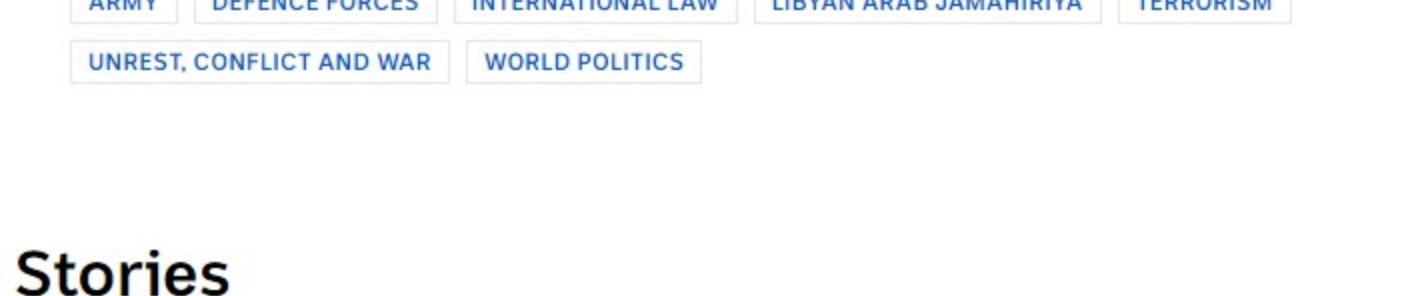 ARMY DEFENCE FORCES INTERNATIONAL LAW LIBYAN ARAB JAMAHIRIYA TERRORISM
UNREST, CONFLICT AND WAR WORLD POLITICS
Stories